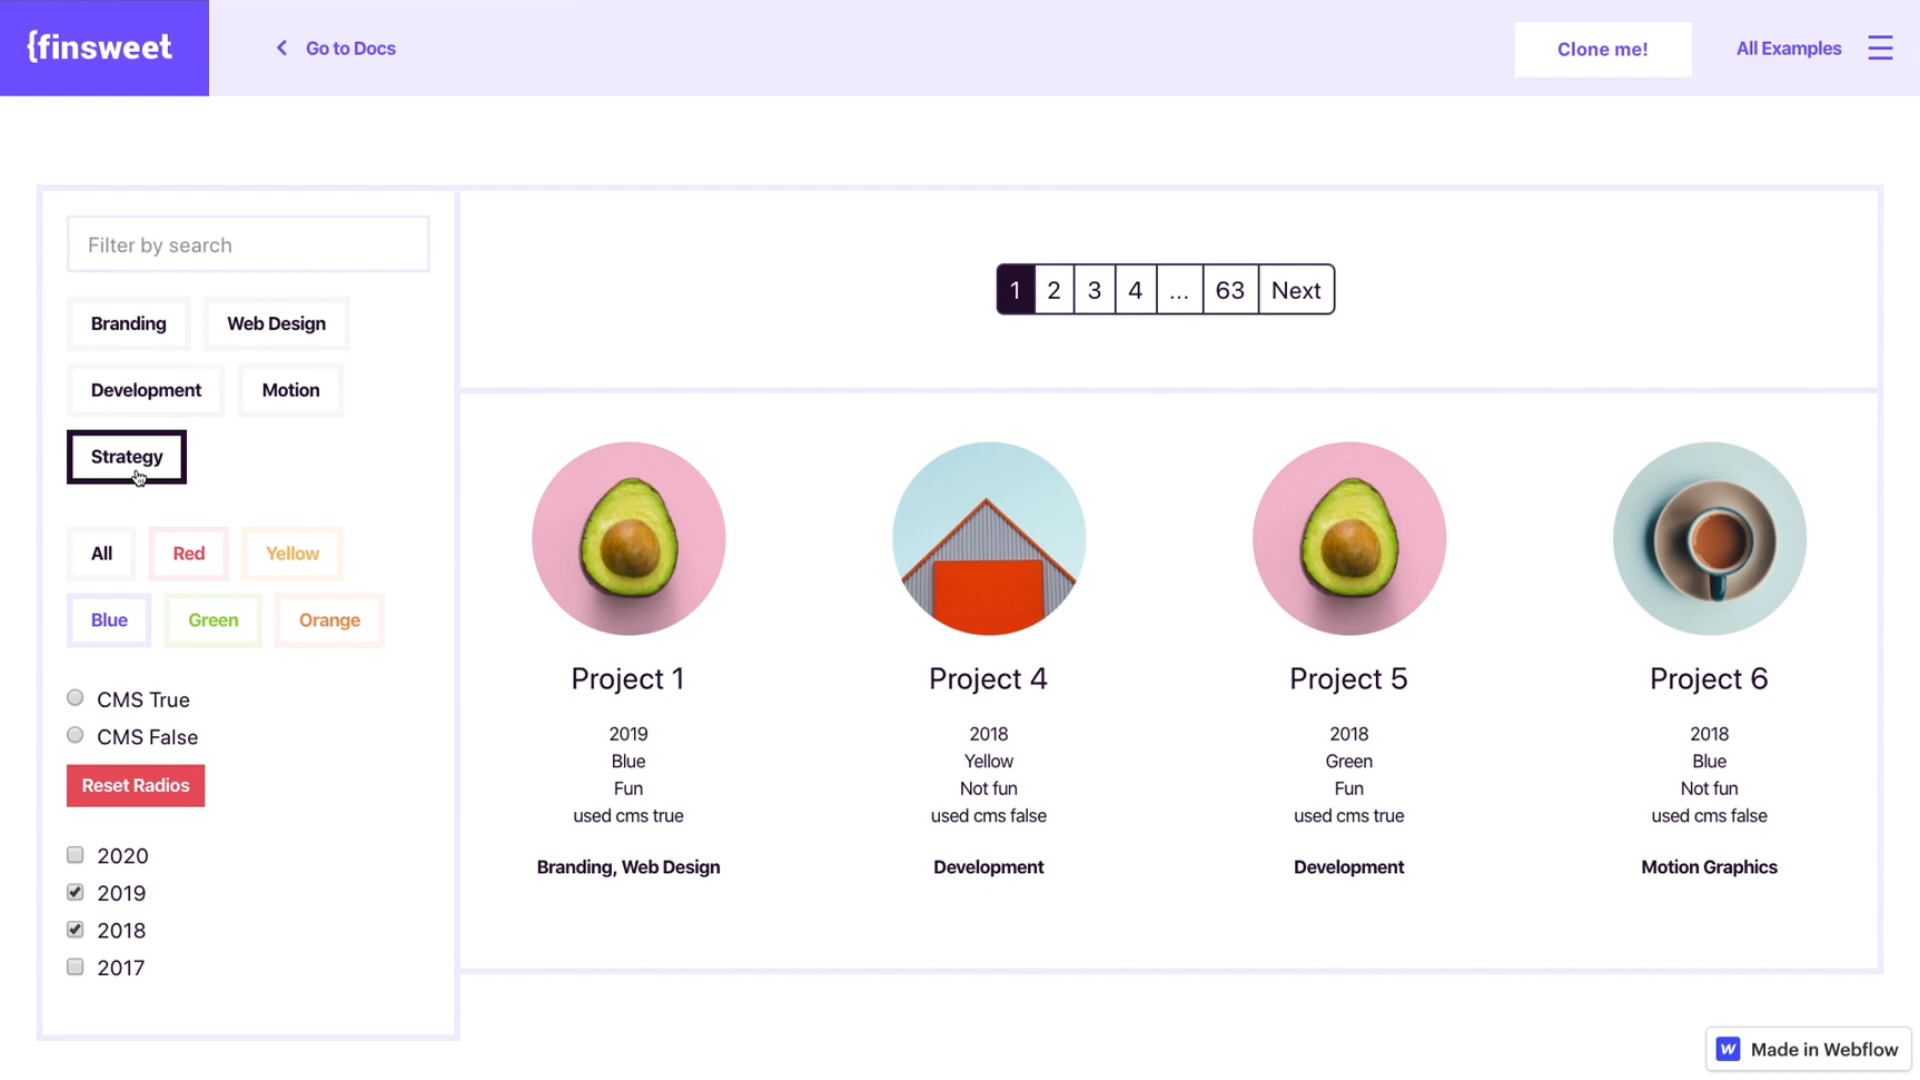 {finsweet
Go to Docs
Clone me!
All Examples
Filter by search
Branding
Web Design
Development
Motion
Strategy
All
Red
Yellow
Blue
Green
Orange
CMS True
CMS False
Reset Radios
2020
2019
2018
2017
1 2 3 4 ... 63 Next
Project 1
2019
Blue
Fun
used cms true
Branding, Web Design
Project 4
2018
Yellow
Not fun
used cms false
Development
Project 5
2018
Green
Fun
used cms true
Development
Project 6
2018
Blue
Not fun
used cms false
Motion Graphics
W Made in Webflow